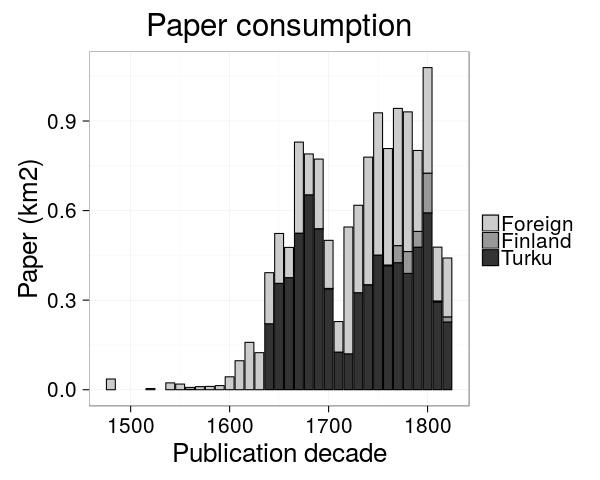 Paper consumption
0.9
0.6
0.3
0.0
Paper (km2)
1500 1600 1700 1800
Publication decade
Foreign
Finland
Turku